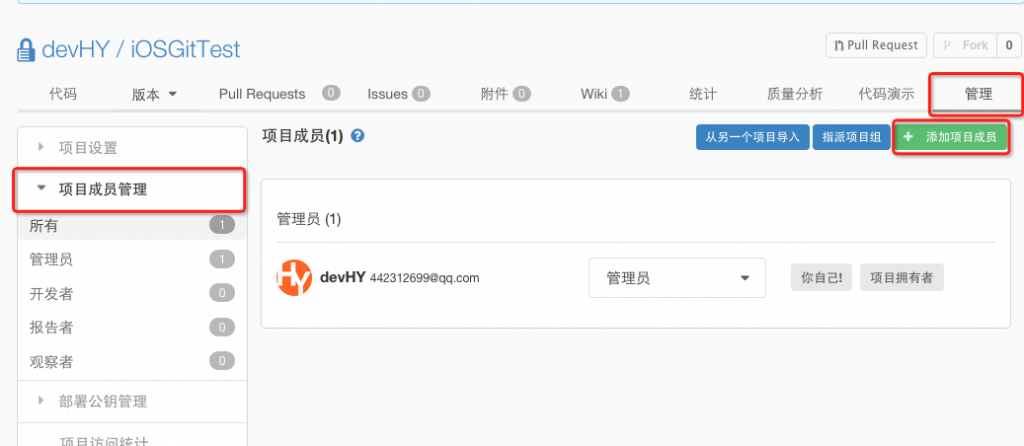 devHY / iOSGitTest
Pull Request
Fork 0
代码 版本 Pull Requests 0 Issues 0 附件 0 Wiki 1 统计 质量分析 代码演示 管理
项目设置
项目成员管理
所有 1
管理员 1
开发者 0
报告者 0
观察者 0
部署公钥管理
项目访问统计
项目成员(1) ?
从另一个项目导入 指派项目组 + 添加项目成员
管理员 (1)
Hy devHY 442312699@qq.com 管理员 你自己! 项目拥有者